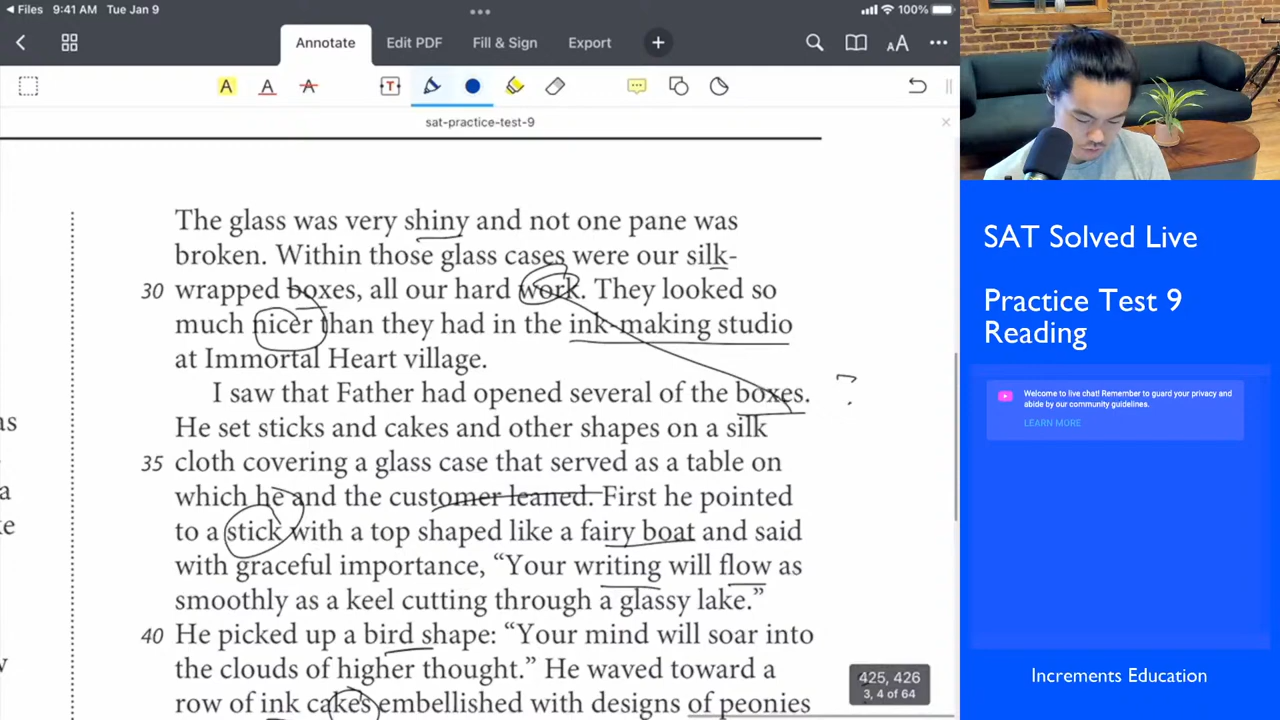 Files 9:41 AM Tue Jan 9
100%
Annotate
Edit PDF
Fill & Sign
Export
AA
A A A T
sat-practice-test-9
The glass was very shiny and not one pane was
broken. Within those glass cases were our silk-
30 wrapped boxes, all our hard work. They looked so
much nicer than they had in the ink-making studio
at Immortal Heart village.
I saw that Father had opened several of the boxes.
He set sticks and cakes and other shapes on a silk
35 cloth covering a glass case that served as a table on
which he and the customer leaned. First he pointed
to a stick with a top shaped like a fairy boat and said
with graceful importance, “Your writing will flow as
smoothly as a keel cutting through a glassy lake.”
40 He picked up a bird shape: “Your mind will soar into
the clouds of higher thought.” He waved toward a
row of ink cakes embellished with designs of peonies
?
as
a
ke
425, 426
3, 4 of 64
SAT Solved Live
Practice Test 9
Reading
Welcome to live chat! Remember to guard your privacy and
abide by our community guidelines.
LEARN MORE
Increments Education